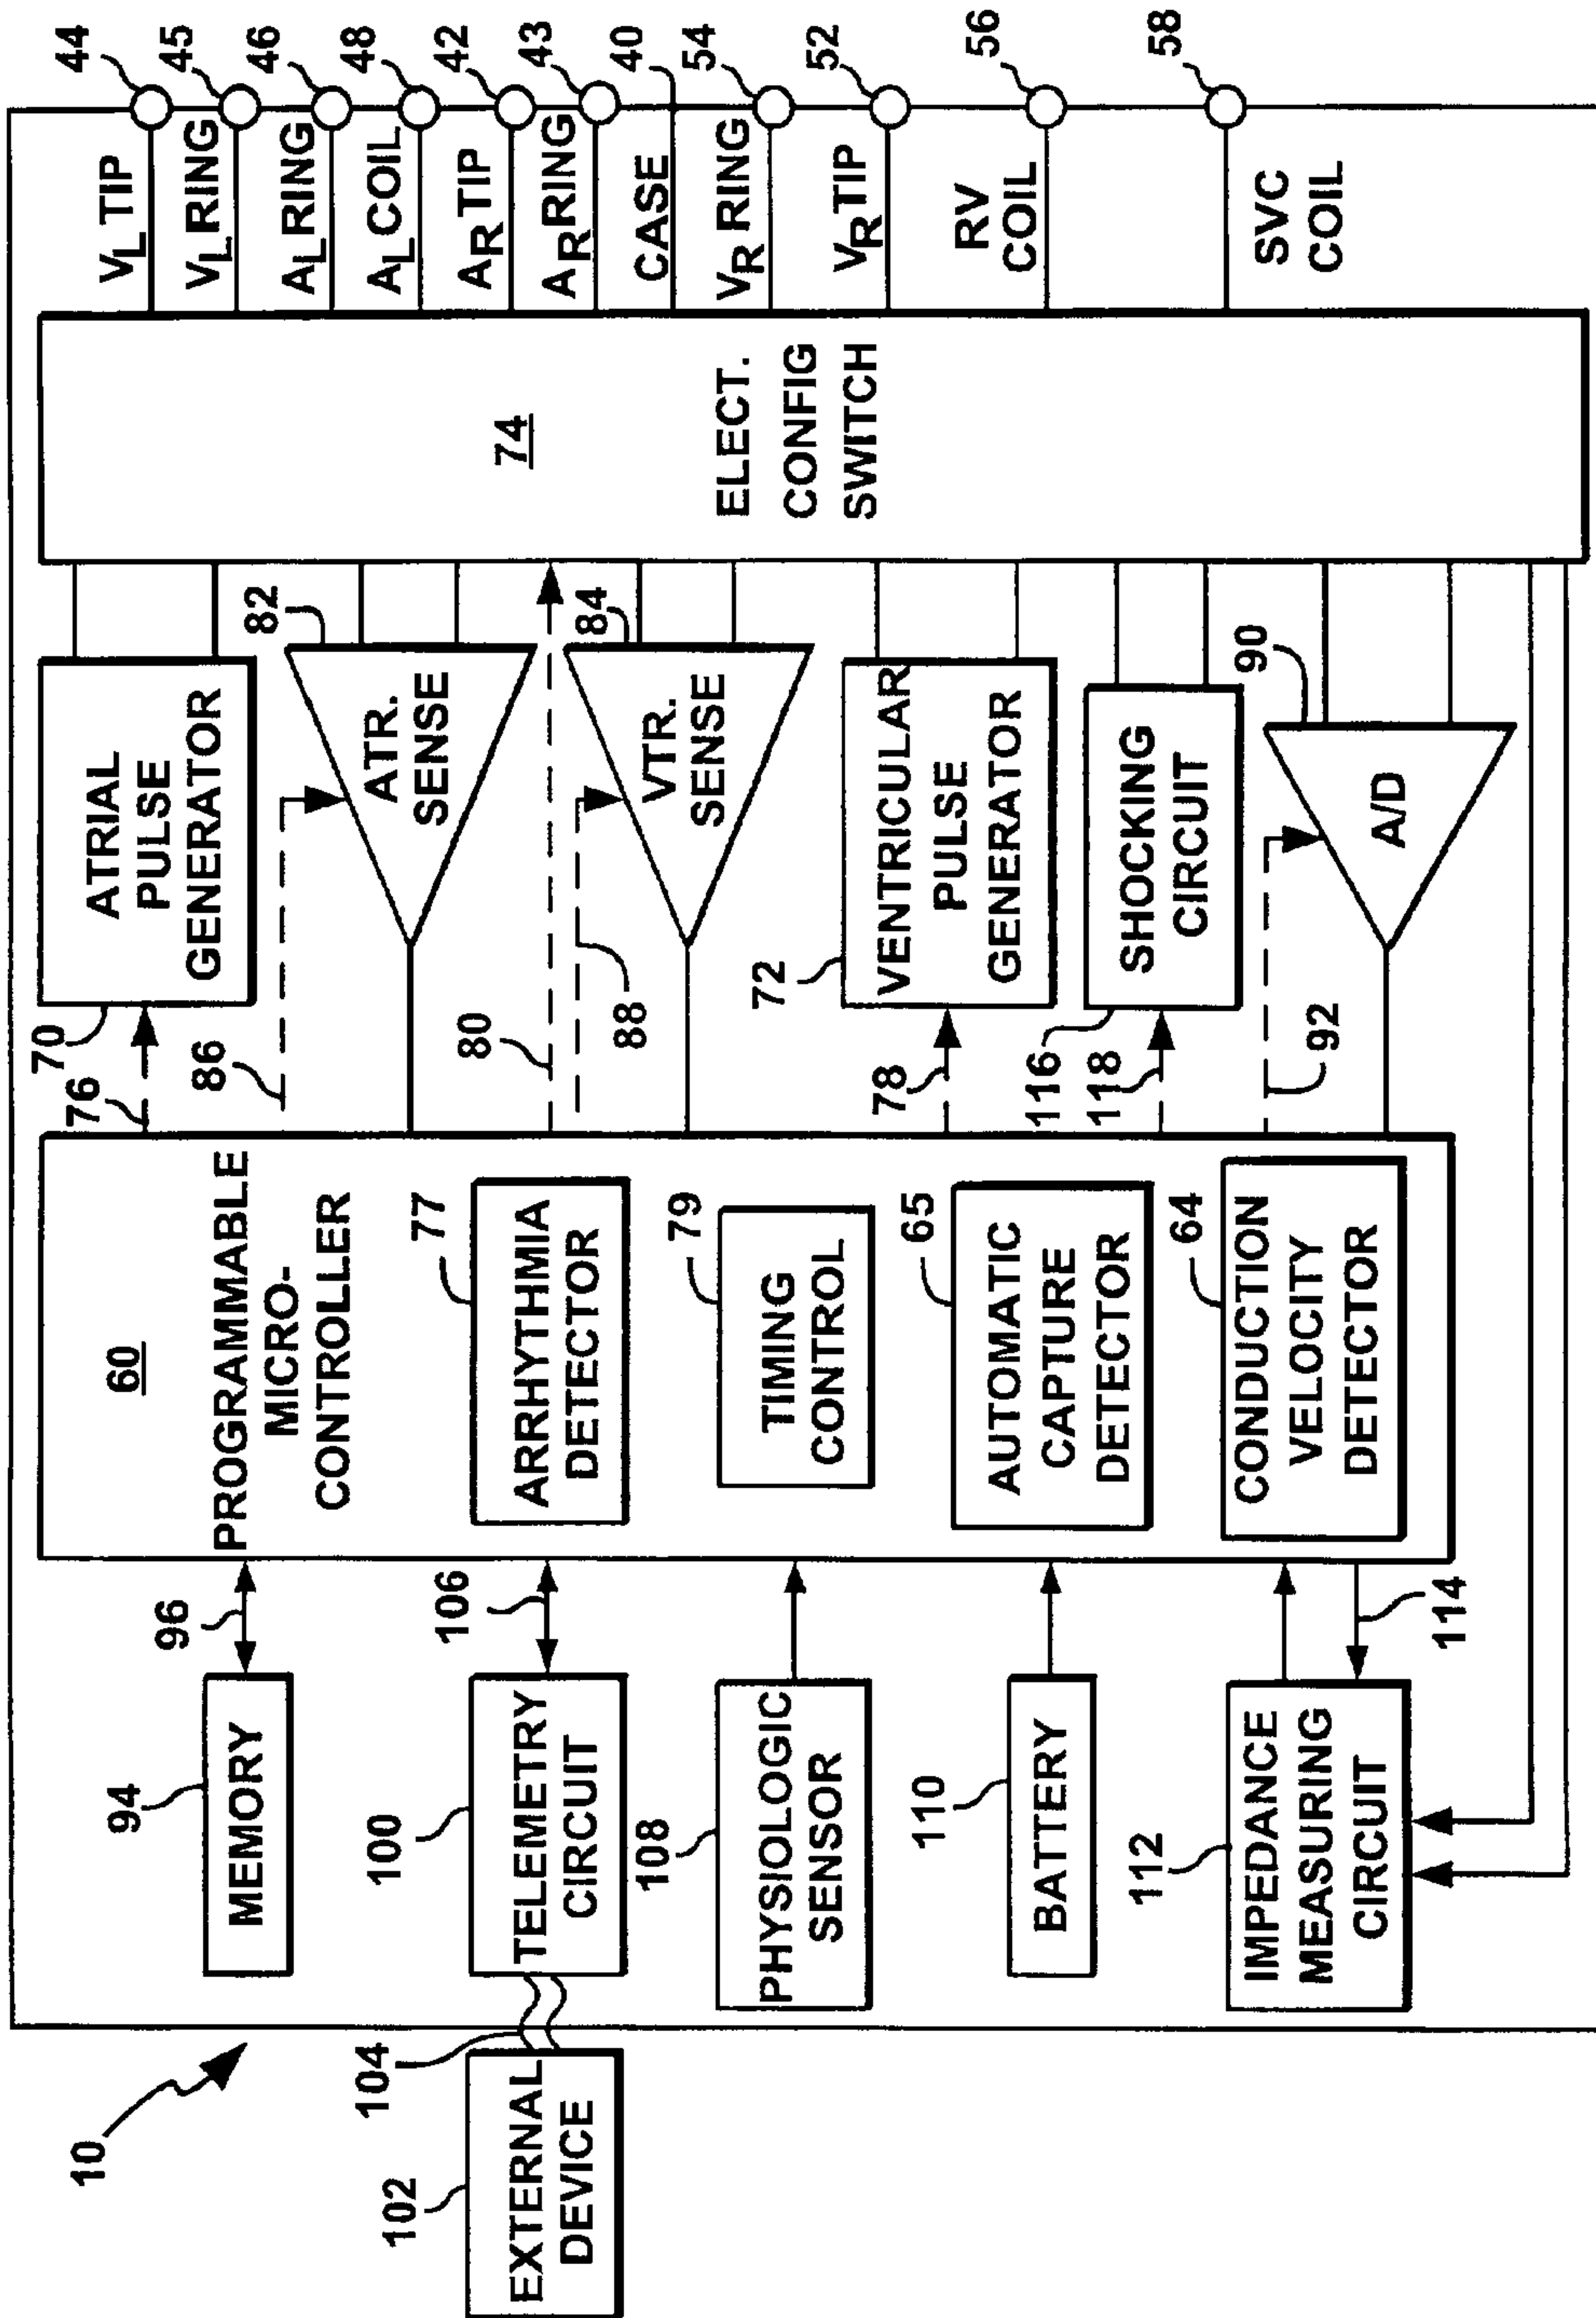 10
102
EXTERNAL
DEVICE
104
94
MEMORY
96
100
TELEMETRY
CIRCUIT
106
108
PHYSIOLOGIC
SENSOR
110
BATTERY
112
IMPEDANCE
MEASURING
CIRCUIT
114
60
PROGRAMMABLE
MICRO-
CONTROLLER
77
ARRHYTHMIA
DETECTOR
79
TIMING
CONTROL
65
AUTOMATIC
CAPTURE
DETECTOR
64
CONDUCTION
VELOCITY
DETECTOR
70
76
ATRIAL
PULSE
GENERATOR
86
82
ATR.
SENSE
80
88
84
VTR.
SENSE
72
78
VENTRICULAR
PULSE
GENERATOR
116
118
SHOCKING
CIRCUIT
92
90
A/D
74
ELECT.
CONFIG
SWITCH
VL TIP
44
VL RING
45
AL RING
46
AL COIL
48
AR TIP
42
AR RING
43
CASE
40
VR RING
54
VR TIP
52
RV
COIL
56
SVC
COIL
58